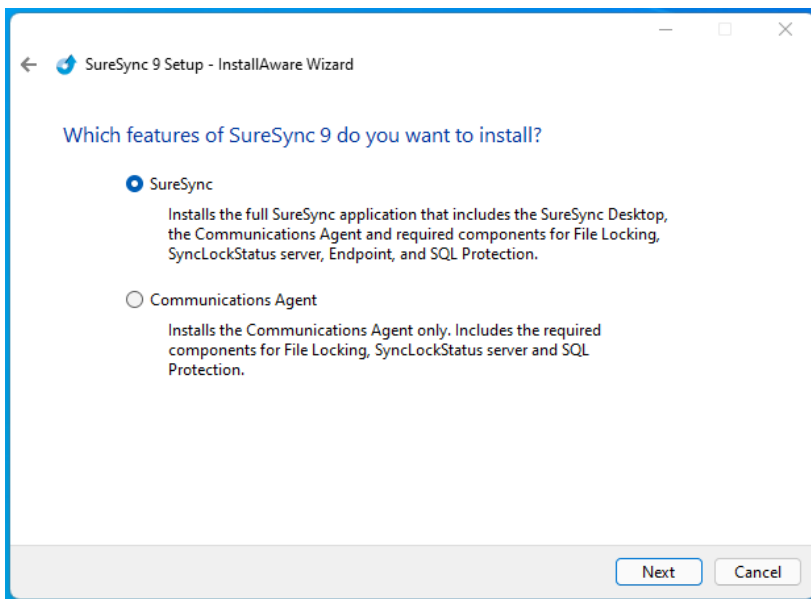 SureSync 9 Setup - InstallAware Wizard
Which features of SureSync 9 do you want to install?
SureSync
Installs the full SureSync application that includes the SureSync Desktop,
the Communications Agent and required components for File Locking,
SyncLockStatus server, Endpoint, and SQL Protection.
Communications Agent
Installs the Communications Agent only. Includes the required
components for File Locking, SyncLockStatus server and SQL
Protection.
Next
Cancel